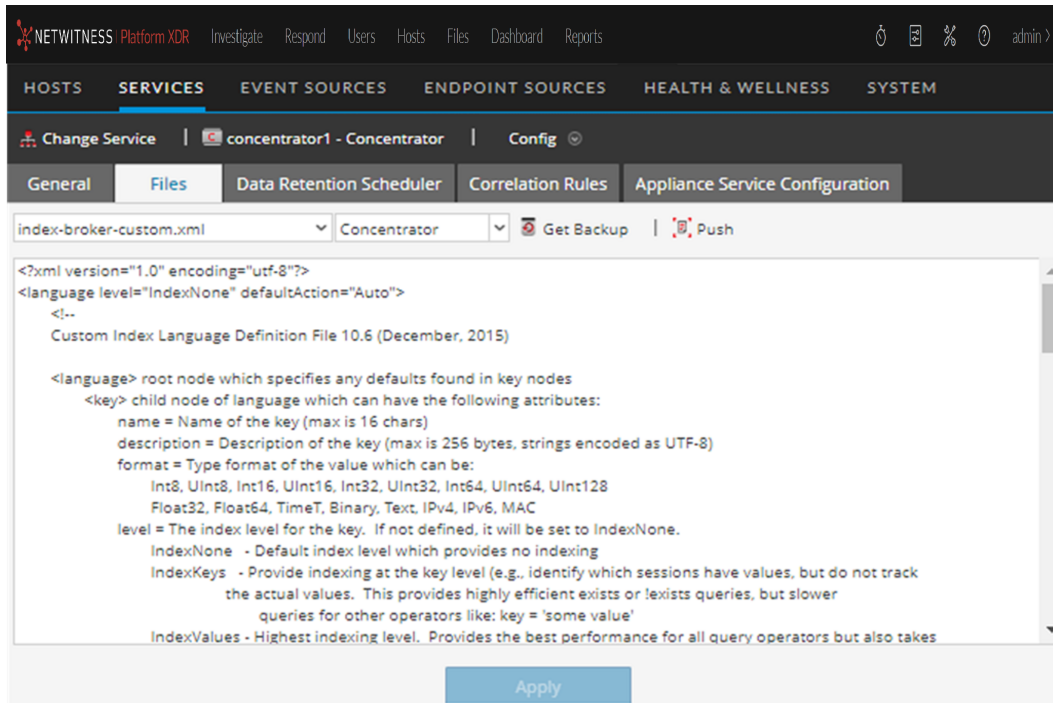 NETWITNESS Platform XDR Investigate Respond Users Hosts Files Dashboard Reports admin >
HOSTS SERVICES EVENT SOURCES ENDPOINT SOURCES HEALTH & WELLNESS SYSTEM
Change Service | C concentrator1 - Concentrator | Config
General Files Data Retention Scheduler Correlation Rules Appliance Service Configuration
index-broker-custom.xml Concentrator Get Backup | Push
<?xml version="1.0" encoding="utf-8"?>
<language level="IndexNone" defaultAction="Auto">
<!--
Custom Index Language Definition File 10.6 (December, 2015)
<language> root node which specifies any defaults found in key nodes
<key> child node of language which can have the following attributes:
name = Name of the key (max is 16 chars)
description = Description of the key (max is 256 bytes, strings encoded as UTF-8)
format = Type format of the value which can be:
Int8, UInt8, Int16, UInt16, Int32, UInt32, Int64, UInt64, UInt128
Float32, Float64, TimeT, Binary, Text, IPv4, IPv6, MAC
level = The index level for the key. If not defined, it will be set to IndexNone.
IndexNone - Default index level which provides no indexing
IndexKeys - Provide indexing at the key level (e.g., identify which sessions have values, but do not track
the actual values. This provides highly efficient exists or !exists queries, but slower
queries for other operators like: key = 'some value'
IndexValues - Highest indexing level. Provides the best performance for all query operators but also takes
Apply